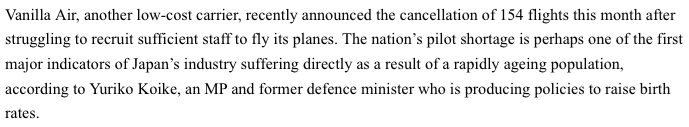 Vanilla Air, another low-cost carrier, recently announced the cancellation of 154 flights this month after
struggling to recruit sufficient staff to fly its planes. The nation’s pilot shortage is perhaps one of the first
major indicators of Japan’s industry suffering directly as a result of a rapidly ageing population,
according to Yuriko Koike, an MP and former defence minister who is producing policies to raise birth
rates.